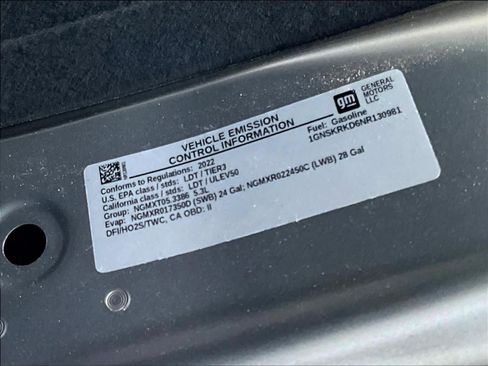 VEHICLE EMISSION
CONTROL INFORMATION
gm
GENERAL
MOTORS
LLC
Conforms to Regulations: 2022
Fuel: Gasoline
U.S. EPA class / stds: LDT / TIER3
1GNSKRKD6NR130981
California class / stds: LDT / ULEV50
Group: NGMXT05.3386 5.3L
Evap: NGMXR017350D (SWB) 24 Gal; NGMXR022450C (LWB) 28 Gal
DFI/HO2S/TWC, CA OBD: II